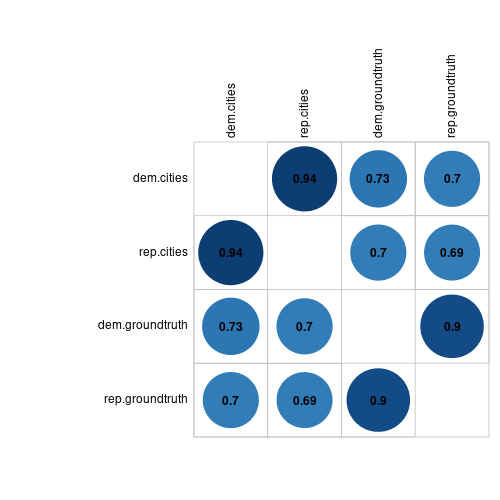 dem.cities
rep.cities
dem.groundtruth
rep.groundtruth
dem.cities 0.94 0.73 0.7
rep.cities 0.94 0.7 0.69
dem.groundtruth 0.73 0.7 0.9
rep.groundtruth 0.7 0.69 0.9